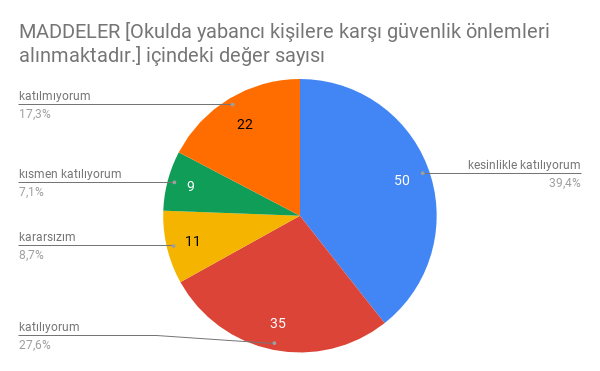 MADDELER [Okulda yabancı kişilere karşı güvenlik önlemleri
alınmaktadır.] içindeki değer sayısı
katılmıyorum
17,3%
22
kesinlikle katılıyorum
39,4%
50
kısmen katılıyorum
7,1%
9
kararsızım
8,7%
11
katılıyorum
27,6%
35